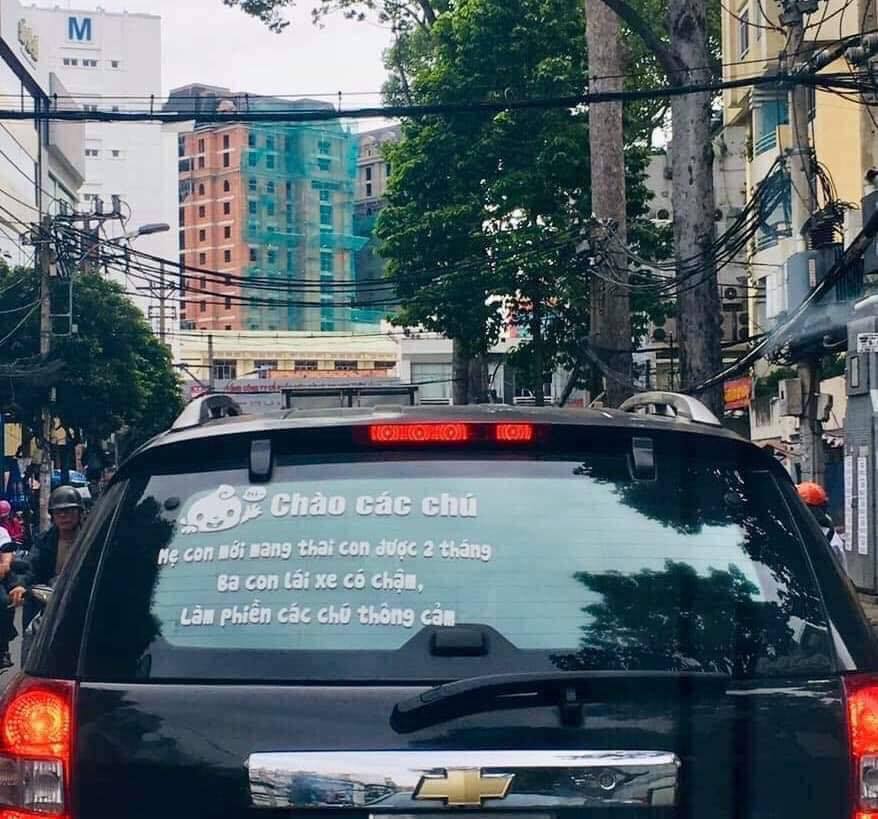 M
Hi~
Chào các chú
Mẹ con mới mang thai con được 2 tháng
Ba con lái xe có chậm,
Làm phiền các chú thông cảm